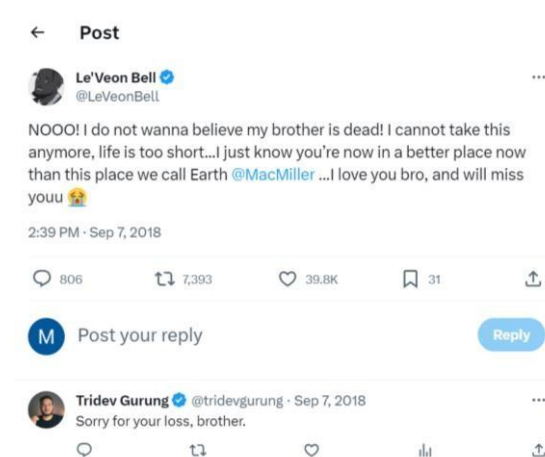 Post
Le'Veon Bell
@LeVeonBell
NOOO! I do not wanna believe my brother is dead! I cannot take this
anymore, life is too short...I just know you’re now in a better place now
than this place we call Earth @MacMiller ...I love you bro, and will miss
youu 😭
2:39 PM · Sep 7, 2018
806 7,393 39.8K 31
M Post your reply Reply
Tridev Gurung @tridevgurung · Sep 7, 2018
Sorry for your loss, brother.